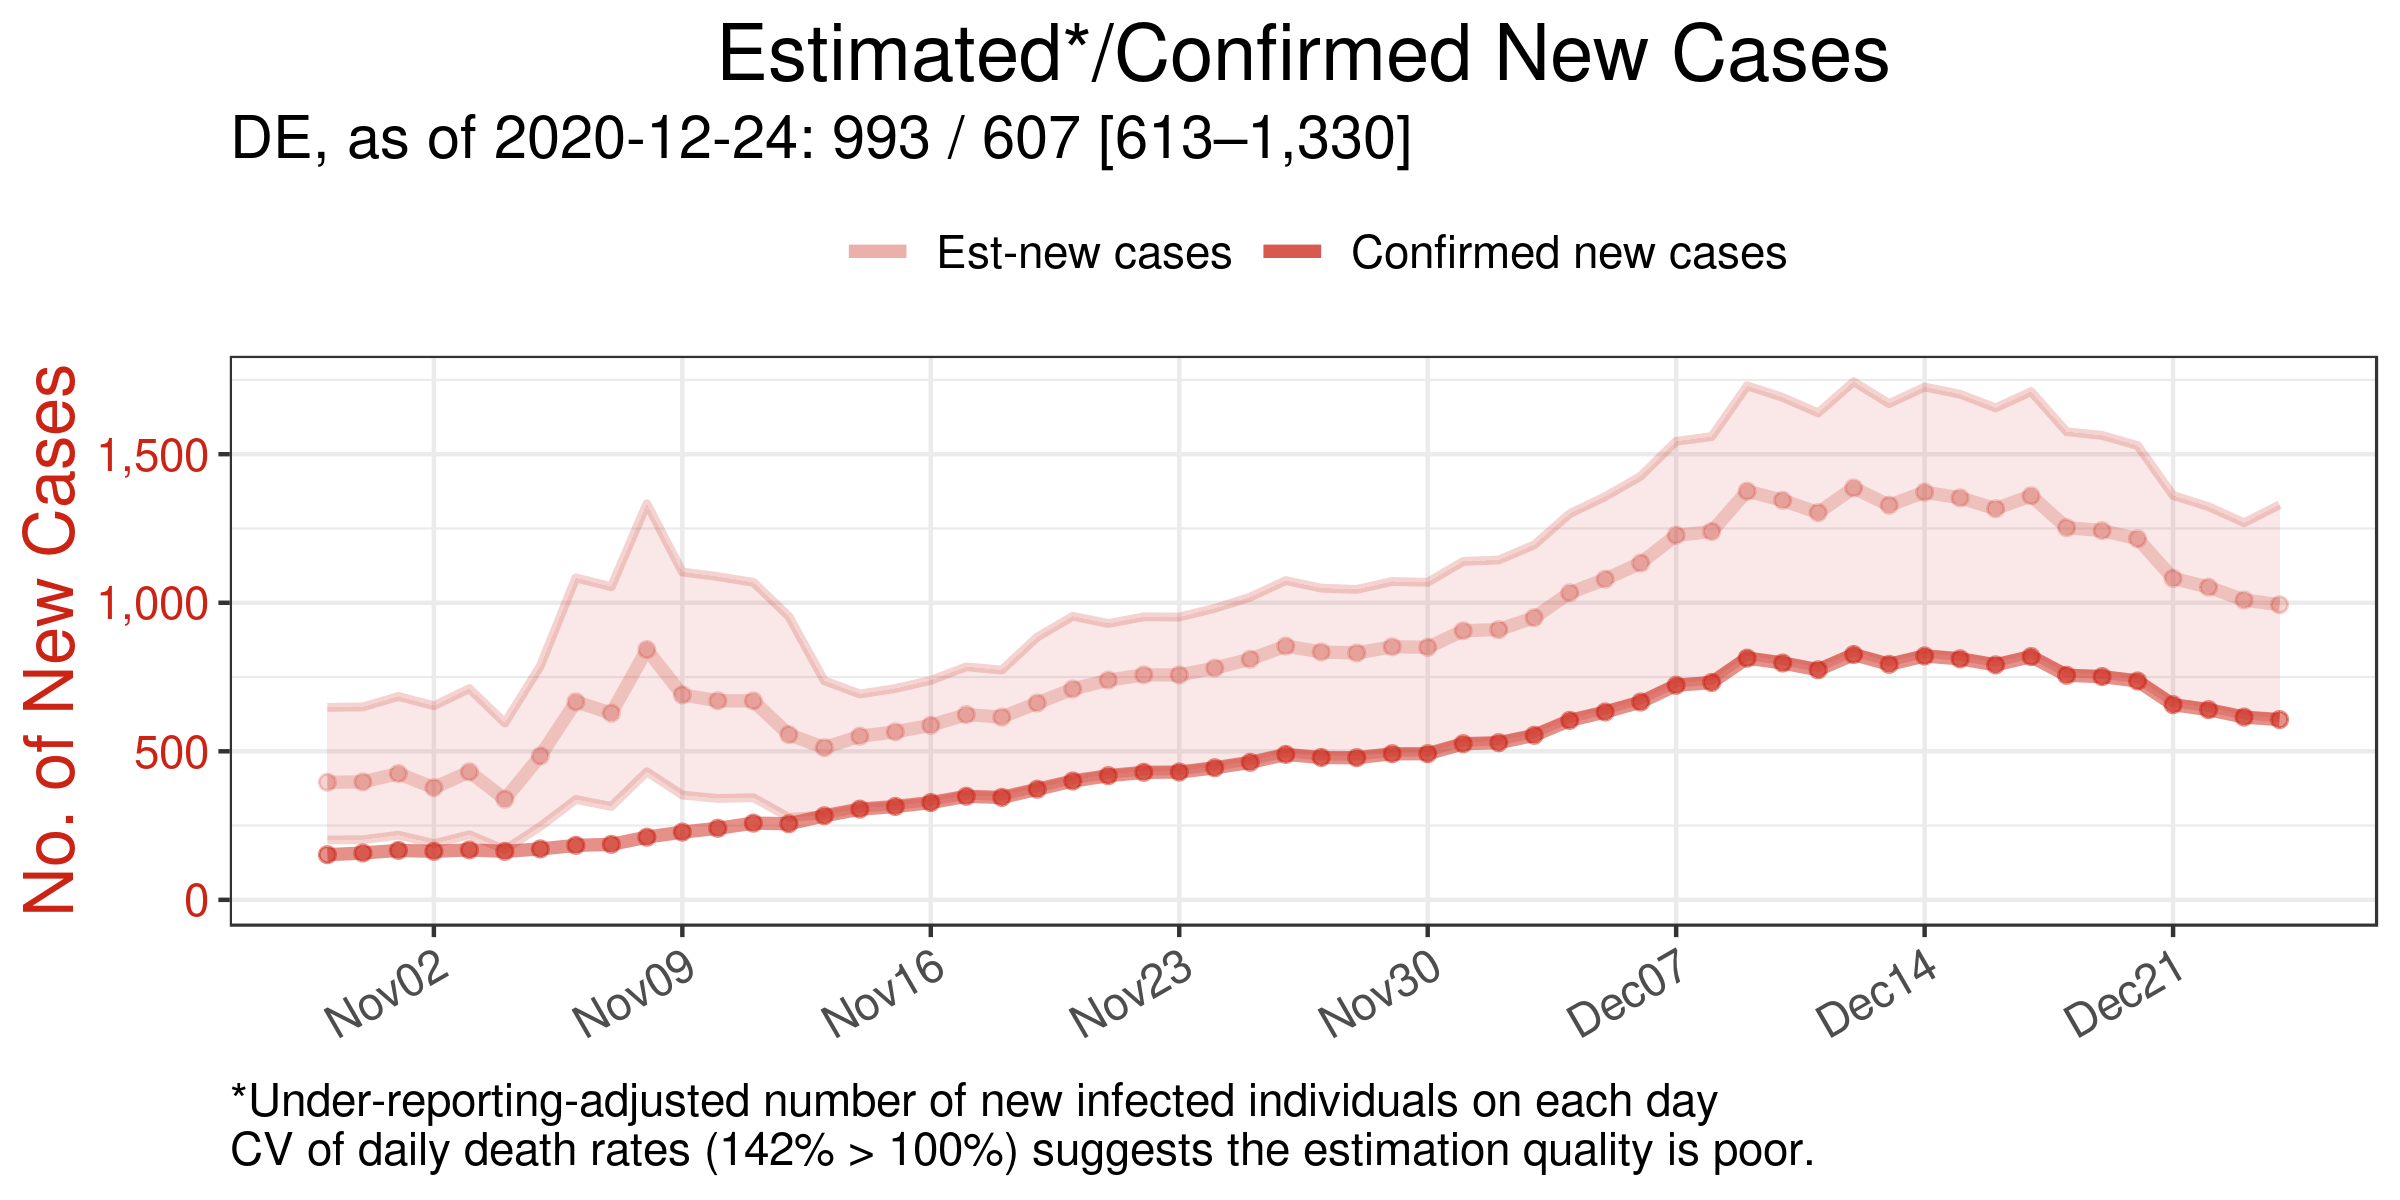 Estimated*/Confirmed New Cases
DE, as of 2020-12-24: 993 / 607 [613–1,330]
Est-new cases
Confirmed new cases
No. of New Cases
1,500
1,000
500
0
Nov02
Nov09
Nov16
Nov23
Nov30
Dec07
Dec14
Dec21
*Under-reporting-adjusted number of new infected individuals on each day
CV of daily death rates (142% > 100%) suggests the estimation quality is poor.